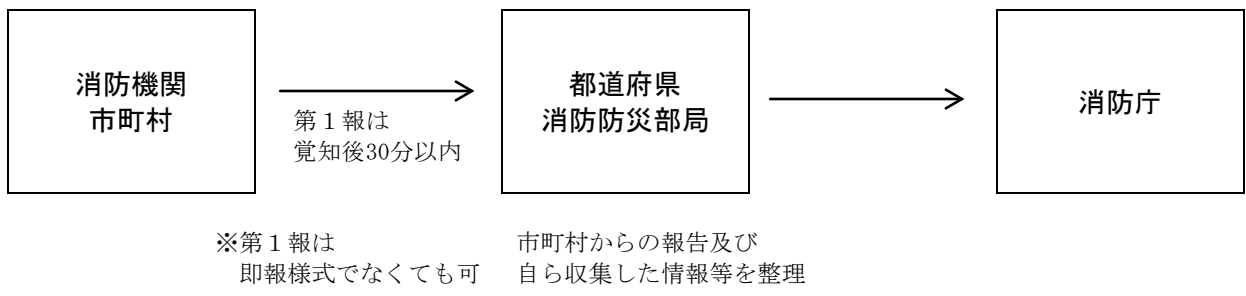 消防機関
市町村
第１報は
覚知後30分以内
都道府県
消防防災部局
消防庁
※第１報は
即報様式でなくても可
市町村からの報告及び
自ら収集した情報等を整理